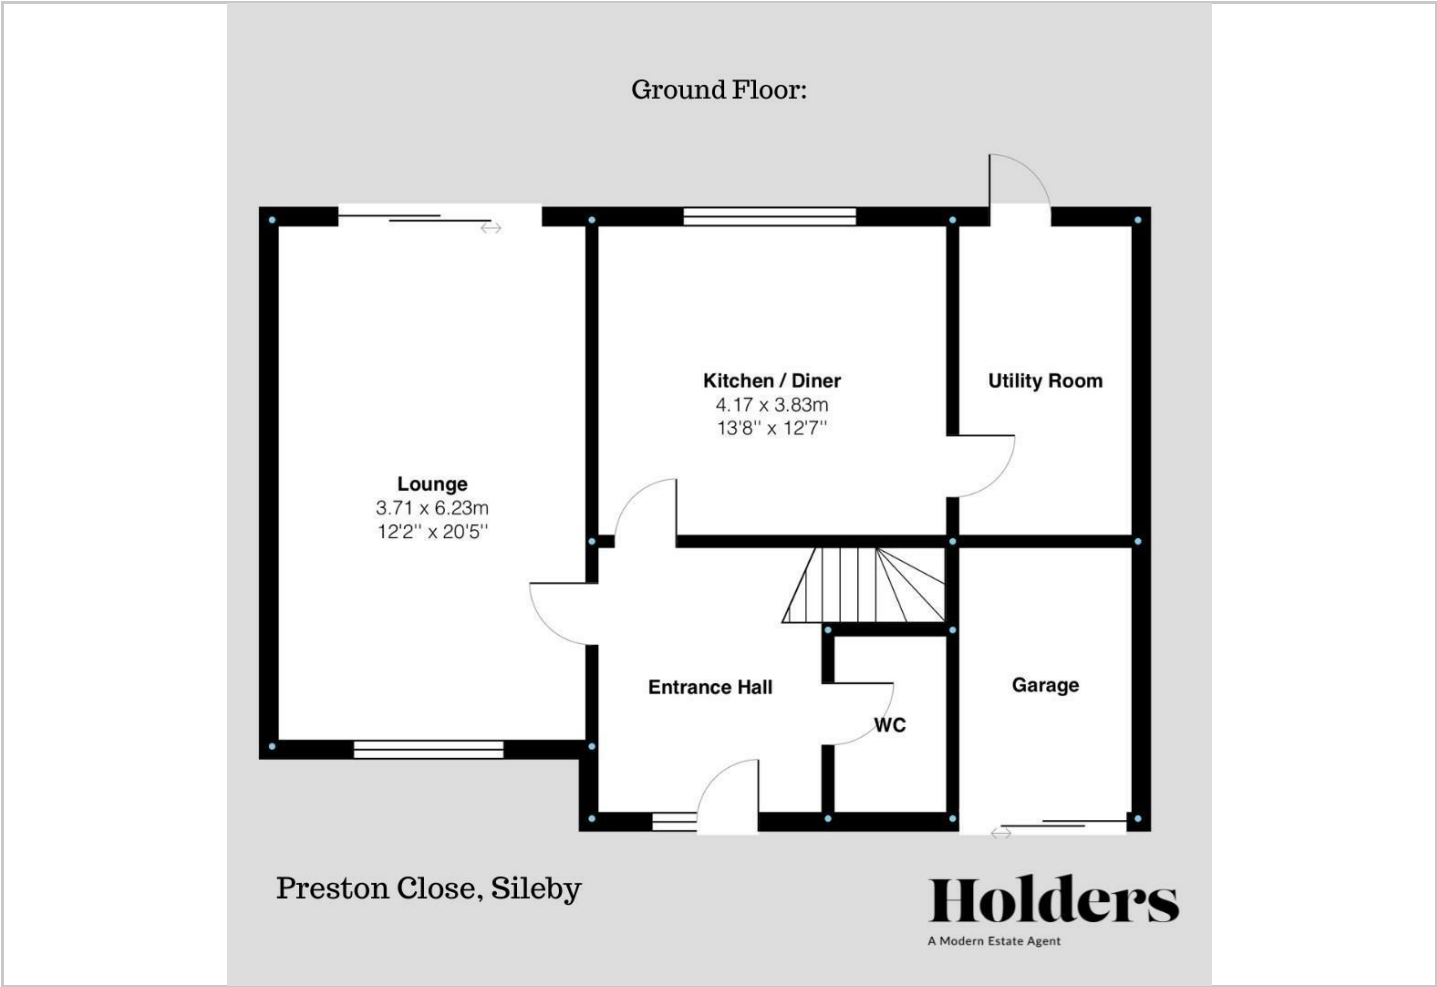 Ground Floor:
Kitchen / Diner
4.17 x 3.83m
13'8'' x 12'7''
Utility Room
Lounge
3.71 x 6.23m
12'2'' x 20'5''
Entrance Hall
WC
Garage
Preston Close, Sileby
Holders
A Modern Estate Agent